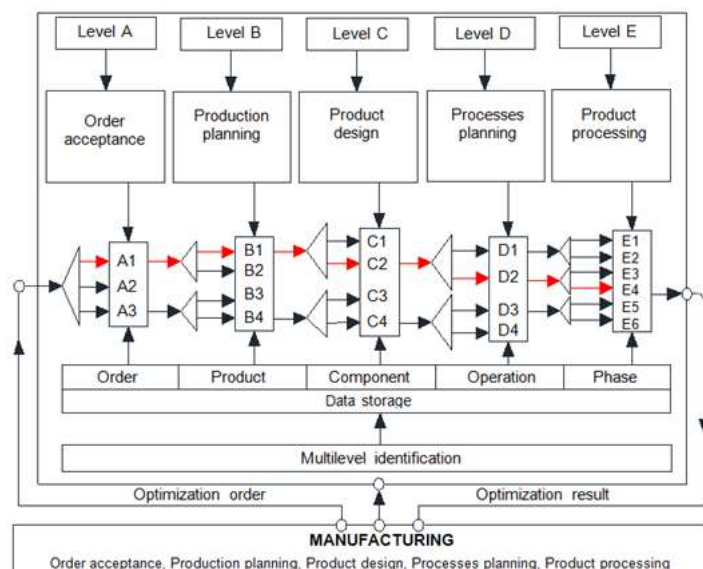 Level A
Level B
Level C
Level D
Level E
Order
acceptance
Production
planning
Product
design
Processes
planning
Product
processing
A1
A2
A3
B1
B2
B3
B4
C1
C2
C3
C4
D1
D2
D3
D4
E1
E2
E3
E4
E5
E6
Order
Product
Component
Operation
Phase
Data storage
Multilevel identification
Optimization order
Optimization result
MANUFACTURING
Order acceptance, Production planning, Product design, Processes planning, Product processing